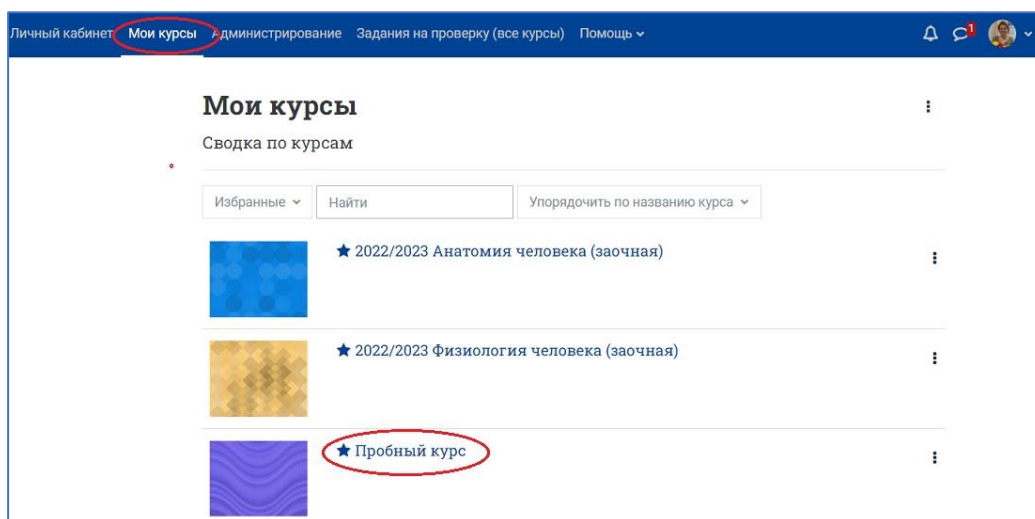 Личный кабинет Мои курсы Администрирование Задания на проверку (все курсы) Помощь 1
Мои курсы
Сводка по курсам
Избранные Найти Упорядочить по названию курса
2022/2023 Анатомия человека (заочная)
2022/2023 Физиология человека (заочная)
Пробный курс